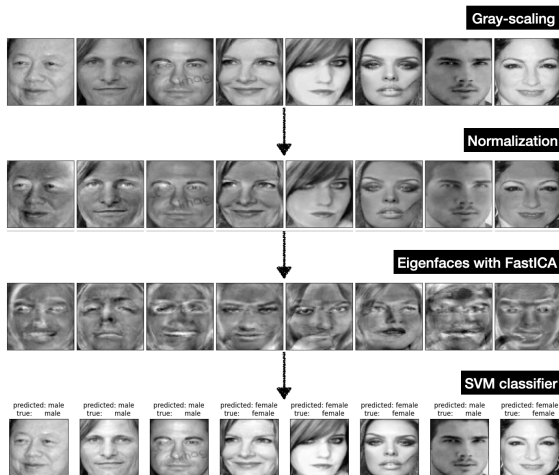 Gray-scaling
Normalization
Eigenfaces with FastICA
SVM classifier
predicted: male predicted: male predicted: male predicted: female predicted: female predicted: female predicted: male predicted: female
true: male true: male true: male true: female true: female true: female true: male true: female